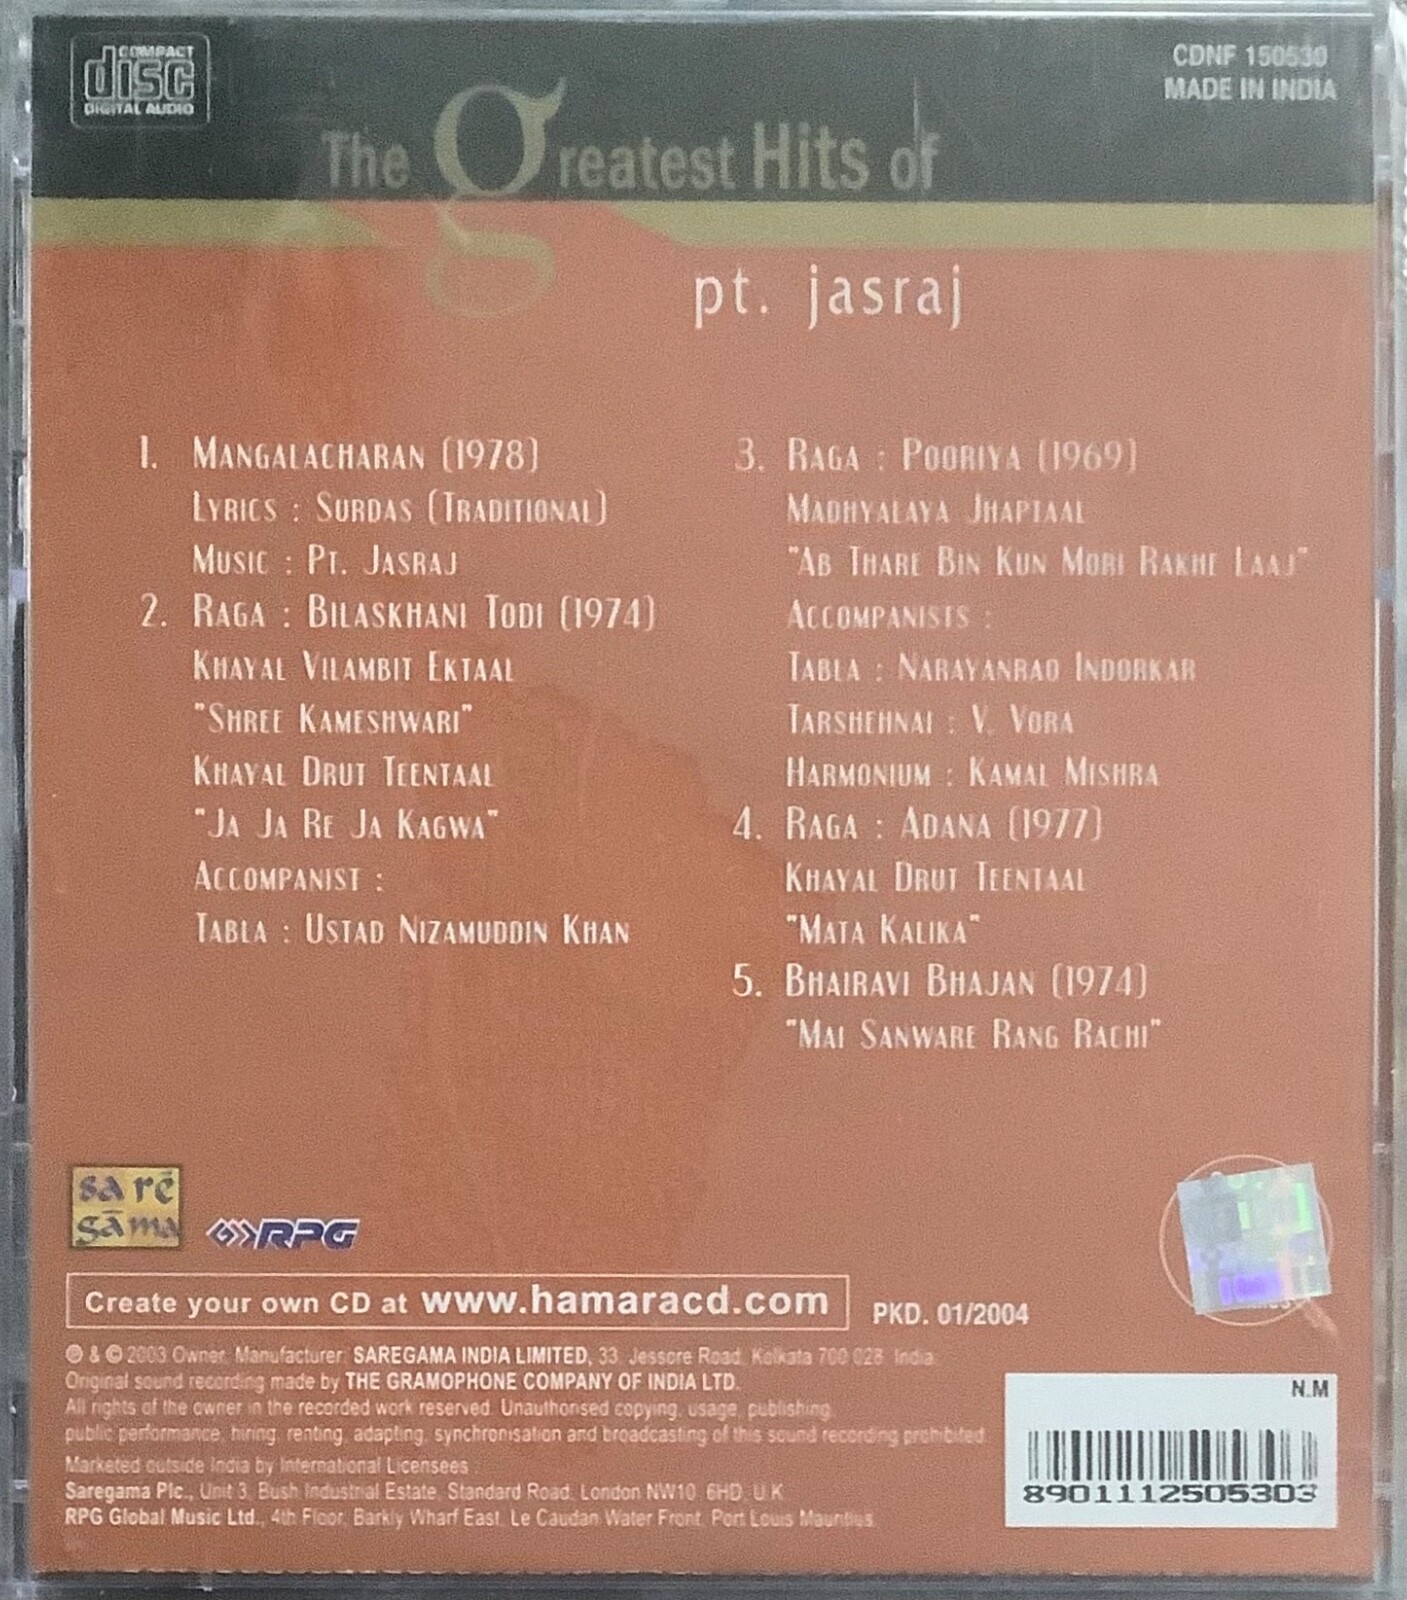 COMPACT
disc
DIGITAL AUDIO
CDNF 150530
MADE IN INDIA
The greatest Hits of
pt. jasraj
1. Mangalacharan (1978)
Lyrics : Surdas (Traditional)
Music : Pt. Jasraj
2. Raga : Bilaskhani Todi (1974)
Khayal Vilambit Ektaal
"Shree Kameshwari"
Khayal Drut Teentaal
"Ja Ja Re Ja Kagwa"
Accompanist :
Tabla : Ustad Nizamuddin Khan
3. Raga : Pooriya (1969)
Madhyalaya Jhaptaal
"Ab Thare Bin Kun Mori Rakhe Laaj"
Accompanists :
Tabla : Narayanrao Indorkar
Tarshehnai : V. Vora
Harmonium : Kamal Mishra
4. Raga : Adana (1977)
Khayal Drut Teentaal
"Mata Kalika"
5. Bhairavi Bhajan (1974)
"Mai Sanware Rang Rachi"
sa rē
gāma
RPG
Create your own CD at www.hamaracd.com
PKD. 01/2004
℗ & © 2003 Owner, Manufacturer: SAREGAMA INDIA LIMITED, 33, Jessore Road, Kolkata 700 028. India.
Original sound recording made by THE GRAMOPHONE COMPANY OF INDIA LTD.
All rights of the owner in the recorded work reserved. Unauthorised copying, usage, publishing,
public performance, hiring, renting, adapting, synchronisation and broadcasting of this sound recording prohibited
Marketed outside India by International Licensees :
Saregama Plc., Unit 3, Bush Industrial Estate, Standard Road, London NW10 6HD. U.K
RPG Global Music Ltd., 4th Floor, Barkly Wharf East, Le Caudan Water Front, Port Louis Mauritius.
N.M
8901112505303